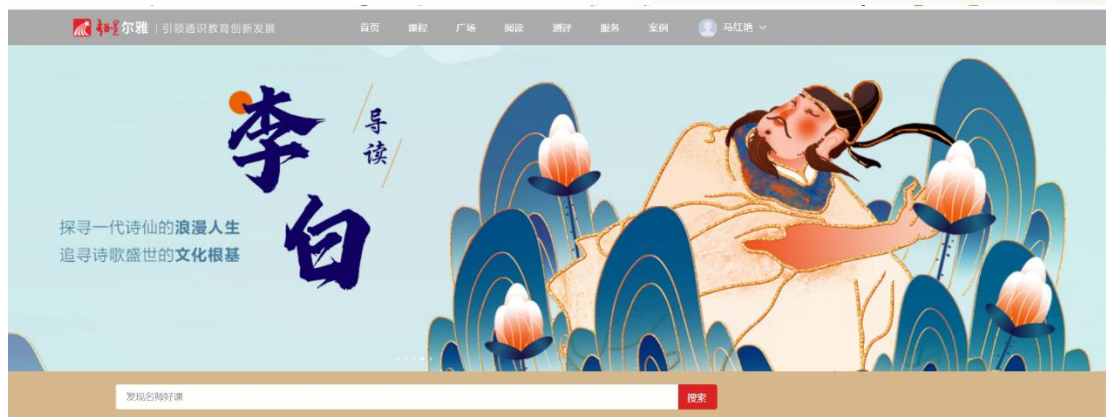 超星尔雅 | 引领通识教育创新发展 首页 课程 广场 阅读 测评 服务 案例 马红艳
李白
导读
探寻一代诗仙的浪漫人生
追寻诗歌盛世的文化根基
发现名师好课 搜索